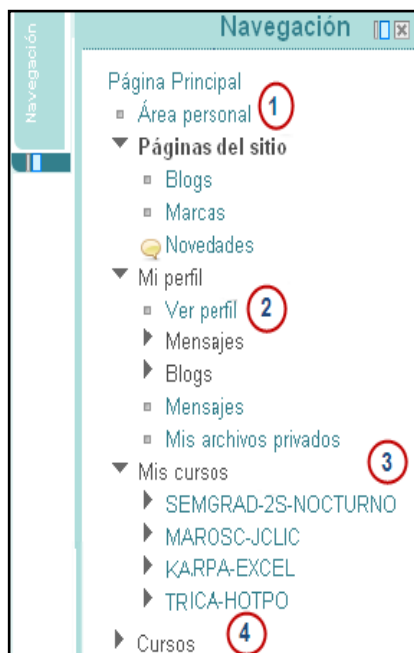 Navegación
Navegación
Página Principal
Área personal 1
Páginas del sitio
Blogs
Marcas
Novedades
Mi perfil
Ver perfil 2
Mensajes
Blogs
Mensajes
Mis archivos privados
3
Mis cursos
SEMGRAD-2S-NOCTURNO
MAROSC-JCLIC
KARPA-EXCEL
TRICA-HOTPO
Cursos 4